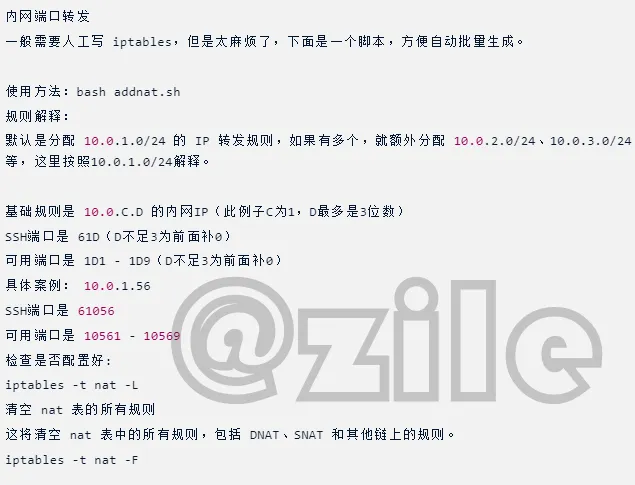 内网端口转发
一般需要人工写 iptables，但是太麻烦了，下面是一个脚本，方便自动批量生成。
使用方法：bash addnat.sh
规则解释：
默认是分配 10.0.1.0/24 的 IP 转发规则，如果有多个，就额外分配 10.0.2.0/24、10.0.3.0/24
等，这里按照10.0.1.0/24解释。
基础规则是 10.0.C.D 的内网IP（此例子C为1，D最多是3位数）
SSH端口是 61D（D不足3为前面补0）
可用端口是 1D1 - 1D9（D不足3为前面补0）
具体案例： 10.0.1.56
SSH端口是 61056
可用端口是 10561 - 10569
检查是否配置好：
iptables -t nat -L
清空 nat 表的所有规则
这将清空 nat 表中的所有规则，包括 DNAT、SNAT 和其他链上的规则。
iptables -t nat -F
@zile